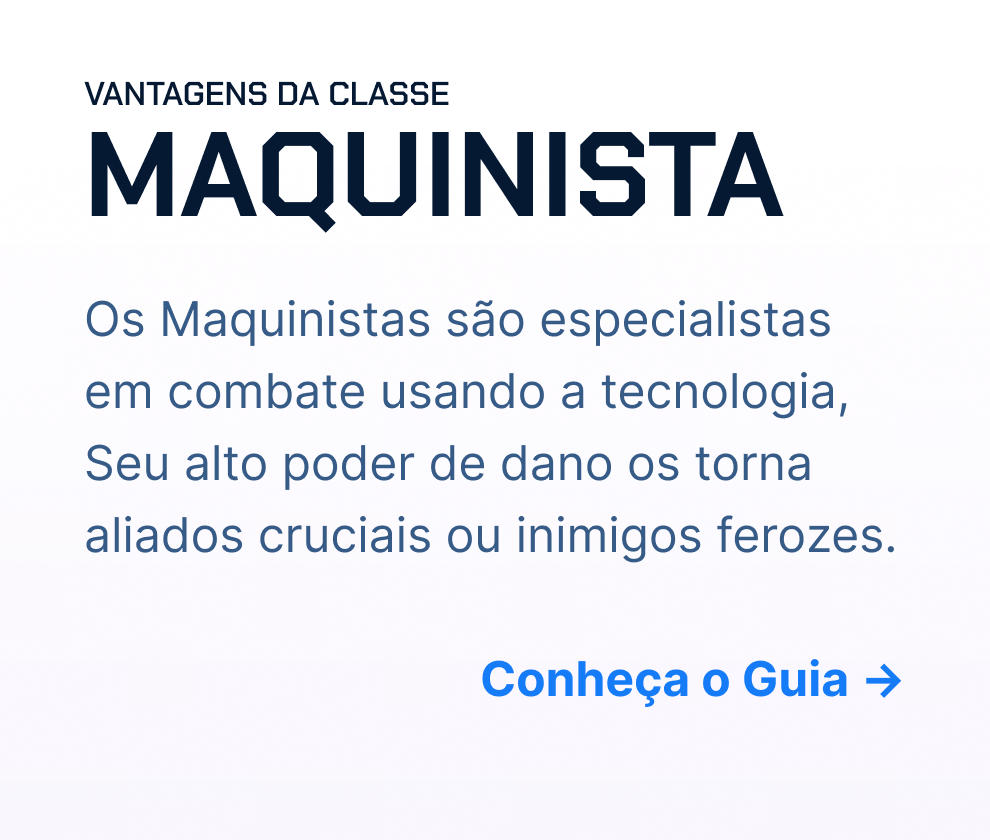 VANTAGENS DA CLASSE
MAQUINISTA
Os Maquinistas são especialistas
em combate usando a tecnologia,
Seu alto poder de dano os torna
aliados cruciais ou inimigos ferozes.
Conheça o Guia →